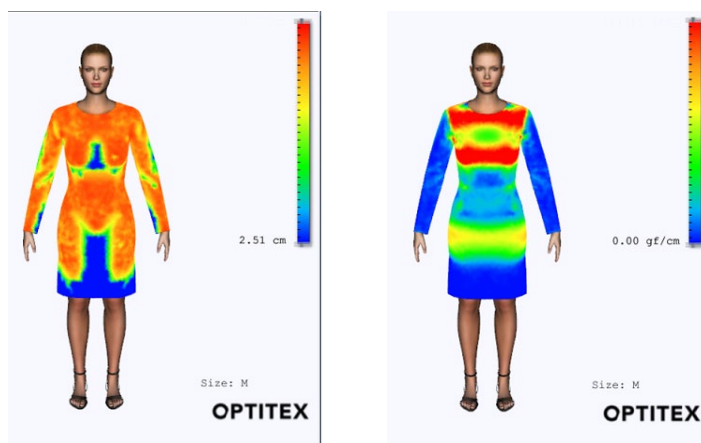 2.51 cm
Size: M
OPTITEX
0.00 gf/cm
Size: M
OPTITEX